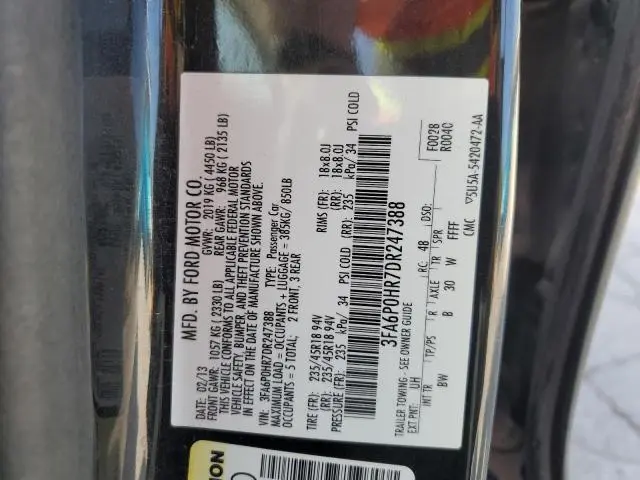 MFD. BY FORD MOTOR CO.
DATE: 02/13 GVWR: 2019 KG ( 4450 LB)
FRONT GAWR: 1057 KG ( 2330 LB) REAR GAWR: 968 KG ( 2135 LB)
THIS VEHICLE CONFORMS TO ALL APPLICABLE FEDERAL MOTOR
VEHICLE SAFETY, BUMPER, AND THEFT PREVENTION STANDARDS
IN EFFECT ON THE DATE OF MANUFACTURE SHOWN ABOVE.
VIN: 3FA6P0HR7DR247388 TYPE: Passenger Car
MAXIMUM LOAD = OCCUPANTS + LUGGAGE = 385KG/ 850LB
OCCUPANTS = 5 TOTAL; 2 FRONT, 3 REAR
TIRE (FR): 235/45R18 94V RIMS (FR): 18x8.0J
TIRE (RR): 235/45R18 94V (RR): 18x8.0J
PRESSURE (FR): 235 kPa/ 34 PSI COLD (RR): 235 kPa/ 34 PSI COLD
3FA6P0HR7DR247388
F0028
R004C
TRAILER TOWING - SEE OWNER GUIDE
EXT PNT: UH RC: 4B DSO:
INT TR TP/PS R AXLE TR SPR
BW B 30 W FFFF CMC
5U5A-5420472-AA